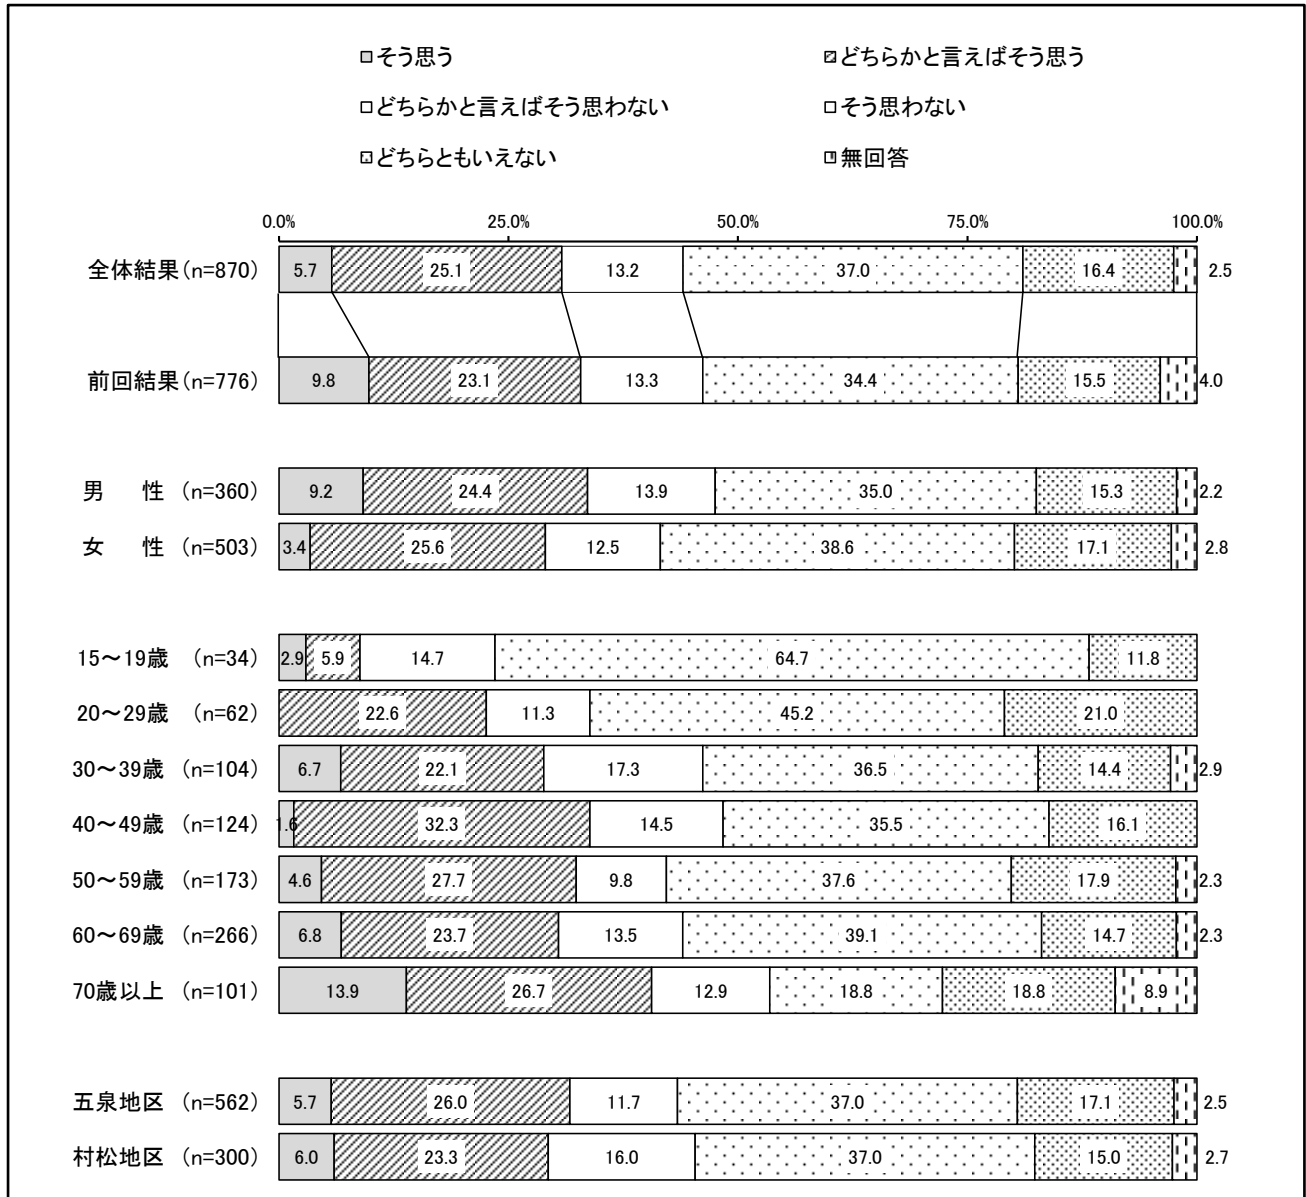 そう思う どちらかと言えばそう思う
どちらかと言えばそう思わない そう思わない
どちらともいえない 無回答
0.0% 25.0% 50.0% 75.0% 100.0%
全体結果(n=870) 5.7 25.1 13.2 37.0 16.4 2.5
前回結果(n=776) 9.8 23.1 13.3 34.4 15.5 4.0
男 性 (n=360) 9.2 24.4 13.9 35.0 15.3 2.2
女 性 (n=503) 3.4 25.6 12.5 38.6 17.1 2.8
15～19歳 (n=34) 2.9 5.9 14.7 64.7 11.8
20～29歳 (n=62) 22.6 11.3 45.2 21.0
30～39歳 (n=104) 6.7 22.1 17.3 36.5 14.4 2.9
40～49歳 (n=124) 1.6 32.3 14.5 35.5 16.1
50～59歳 (n=173) 4.6 27.7 9.8 37.6 17.9 2.3
60～69歳 (n=266) 6.8 23.7 13.5 39.1 14.7 2.3
70歳以上 (n=101) 13.9 26.7 12.9 18.8 18.8 8.9
五泉地区 (n=562) 5.7 26.0 11.7 37.0 17.1 2.5
村松地区 (n=300) 6.0 23.3 16.0 37.0 15.0 2.7